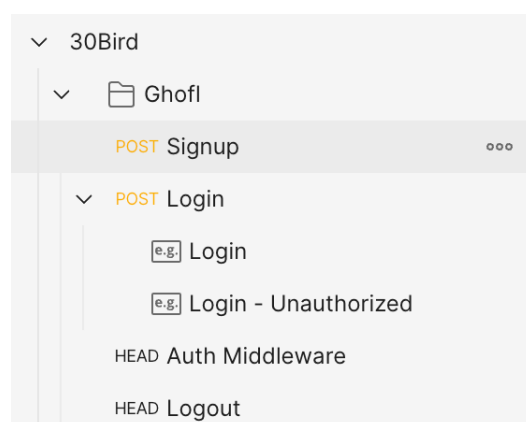 30Bird
Ghofl
POST Signup
POST Login
e.g. Login
e.g. Login - Unauthorized
HEAD Auth Middleware
HEAD Logout